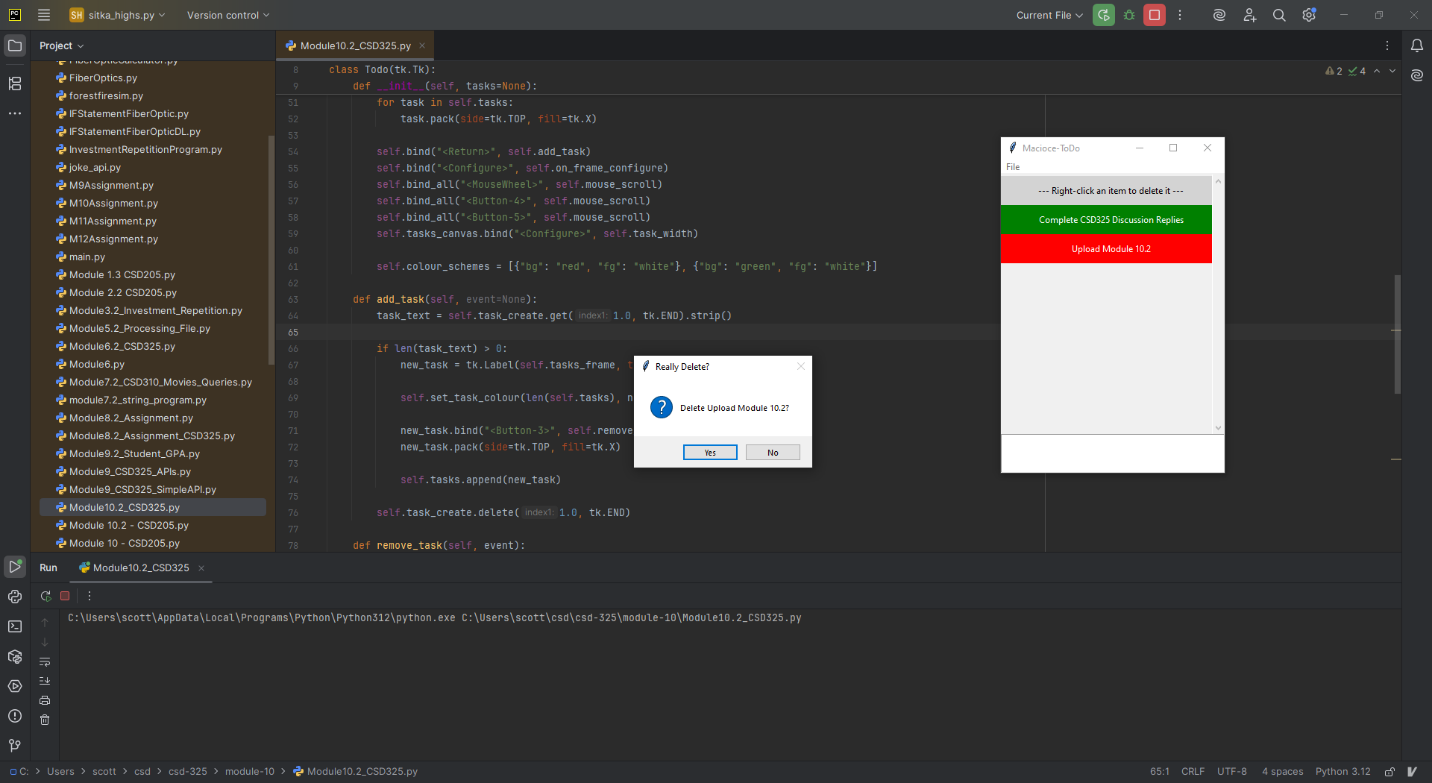 PC SH sitka_highs.py Version control Current File
Project
Module10.2_CSD325.py
FiberOpticCalculator.py
FiberOptics.py
forestfiresim.py
IFStatementFiberOptic.py
IFStatementFiberOpticDL.py
InvestmentRepetitionProgram.py
joke_api.py
M9Assignment.py
M10Assignment.py
M11Assignment.py
M12Assignment.py
main.py
Module 1.3 CSD205.py
Module 2.2 CSD205.py
Module3.2_Investment_Repetition.py
Module5.2_Processing_File.py
Module6.2_CSD325.py
Module6.py
Module7.2_CSD310_Movies_Queries.py
module7.2_string_program.py
Module8.2_Assignment.py
Module8.2_Assignment_CSD325.py
Module9.2_Student_GPA.py
Module9_CSD325_APIs.py
Module9_CSD325_SimpleAPI.py
Module10.2_CSD325.py
Module 10.2 - CSD205.py
Module 10 - CSD205.py
8 class Todo(tk.Tk):
9 def __init__(self, tasks=None):
2 4
51 for task in self.tasks:
52 task.pack(side=tk.TOP, fill=tk.X)
53
54 self.bind("<Return>", self.add_task)
55 self.bind("<Configure>", self.on_frame_configure)
56 self.bind_all("<MouseWheel>", self.mouse_scroll)
57 self.bind_all("<Button-4>", self.mouse_scroll)
58 self.bind_all("<Button-5>", self.mouse_scroll)
59 self.tasks_canvas.bind("<Configure>", self.task_width)
60
61 self.colour_schemes = [{"bg": "red", "fg": "white"}, {"bg": "green", "fg": "white"}]
62
63 def add_task(self, event=None):
64 task_text = self.task_create.get( index1: 1.0, tk.END).strip()
65
66 if len(task_text) > 0:
67 new_task = tk.Label(self.tasks_frame, t
68
69 self.set_task_colour(len(self.tasks), n
70
71 new_task.bind("<Button-3>", self.remove
72 new_task.pack(side=tk.TOP, fill=tk.X)
73
74 self.tasks.append(new_task)
75
76 self.task_create.delete( index1: 1.0, tk.END)
77
78 def remove_task(self, event):
Macioce-ToDo
File
--- Right-click an item to delete it ---
Complete CSD325 Discussion Replies
Upload Module 10.2
Really Delete?
? Delete Upload Module 10.2?
Yes No
Run Module10.2_CSD325
C:\Users\scott\AppData\Local\Programs\Python\Python312\python.exe C:\Users\scott\csd\csd-325\module-10\Module10.2_CSD325.py
C: > Users > scott > csd > csd-325 > module-10 > Module10.2_CSD325.py
65:1 CRLF UTF-8 4 spaces Python 3.12